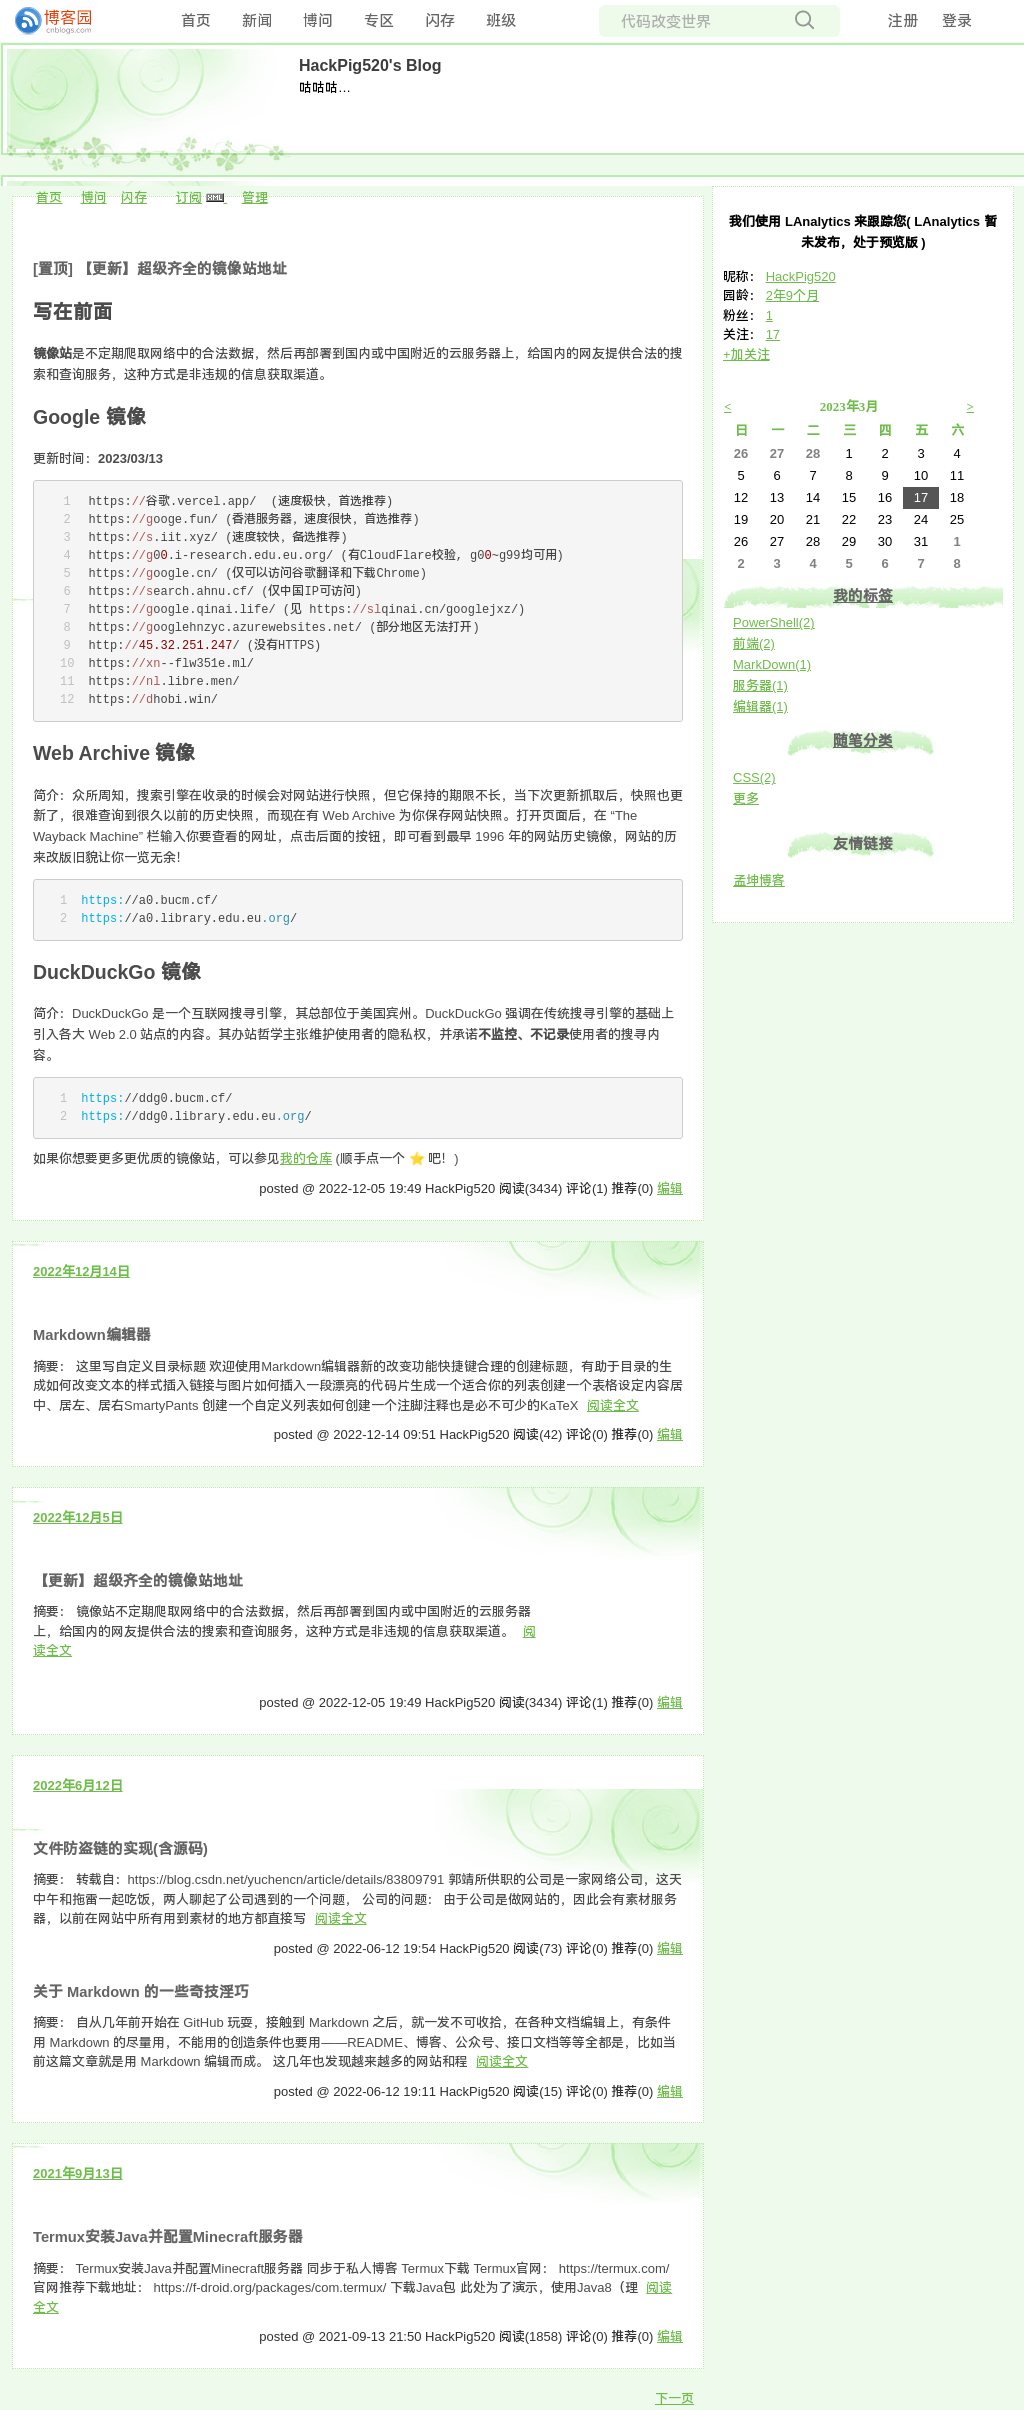 博客园
cnblogs.com
首页 新闻 博问 专区 闪存 班级
代码改变世界
注册 登录
HackPig520's Blog
咕咕咕…
首页 博问 闪存 订阅 XML 管理
[置顶] 【更新】超级齐全的镜像站地址
写在前面
镜像站是不定期爬取网络中的合法数据，然后再部署到国内或中国附近的云服务器上，给国内的网友提供合法的搜
索和查询服务，这种方式是非违规的信息获取渠道。
Google 镜像
更新时间：2023/03/13
1 https://谷歌.vercel.app/ (速度极快，首选推荐)
2 https://googe.fun/ (香港服务器，速度很快，首选推荐)
3 https://s.iit.xyz/ (速度较快，备选推荐)
4 https://g00.i-research.edu.eu.org/ (有CloudFlare校验, g00~g99均可用)
5 https://google.cn/ (仅可以访问谷歌翻译和下载Chrome)
6 https://search.ahnu.cf/ (仅中国IP可访问)
7 https://google.qinai.life/ (见 https://slqinai.cn/googlejxz/)
8 https://googlehnzyc.azurewebsites.net/ (部分地区无法打开)
9 http://45.32.251.247/ (没有HTTPS)
10 https://xn--flw351e.ml/
11 https://nl.libre.men/
12 https://dhobi.win/
Web Archive 镜像
简介：众所周知，搜索引擎在收录的时候会对网站进行快照，但它保持的期限不长，当下次更新抓取后，快照也更
新了，很难查询到很久以前的历史快照，而现在有 Web Archive 为你保存网站快照。打开页面后，在 “The
Wayback Machine” 栏输入你要查看的网址，点击后面的按钮，即可看到最早 1996 年的网站历史镜像，网站的历
来改版旧貌让你一览无余！
1 https://a0.bucm.cf/
2 https://a0.library.edu.eu.org/
DuckDuckGo 镜像
简介：DuckDuckGo 是一个互联网搜寻引擎，其总部位于美国宾州。DuckDuckGo 强调在传统搜寻引擎的基础上
引入各大 Web 2.0 站点的内容。其办站哲学主张维护使用者的隐私权，并承诺不监控、不记录使用者的搜寻内
容。
1 https://ddg0.bucm.cf/
2 https://ddg0.library.edu.eu.org/
如果你想要更多更优质的镜像站，可以参见我的仓库 (顺手点一个 ⭐ 吧！)
posted @ 2022-12-05 19:49 HackPig520 阅读(3434) 评论(1) 推荐(0) 编辑
2022年12月14日
Markdown编辑器
摘要： 这里写自定义目录标题 欢迎使用Markdown编辑器新的改变功能快捷键合理的创建标题，有助于目录的生
成如何改变文本的样式插入链接与图片如何插入一段漂亮的代码片生成一个适合你的列表创建一个表格设定内容居
中、居左、居右SmartyPants 创建一个自定义列表如何创建一个注脚注释也是必不可少的KaTeX 阅读全文
posted @ 2022-12-14 09:51 HackPig520 阅读(42) 评论(0) 推荐(0) 编辑
2022年12月5日
【更新】超级齐全的镜像站地址
摘要： 镜像站不定期爬取网络中的合法数据，然后再部署到国内或中国附近的云服务器
上，给国内的网友提供合法的搜索和查询服务，这种方式是非违规的信息获取渠道。 阅
读全文
posted @ 2022-12-05 19:49 HackPig520 阅读(3434) 评论(1) 推荐(0) 编辑
2022年6月12日
文件防盗链的实现(含源码)
摘要： 转载自：https://blog.csdn.net/yuchencn/article/details/83809791 郭靖所供职的公司是一家网络公司，这天
中午和拖雷一起吃饭，两人聊起了公司遇到的一个问题， 公司的问题： 由于公司是做网站的，因此会有素材服务
器，以前在网站中所有用到素材的地方都直接写 阅读全文
posted @ 2022-06-12 19:54 HackPig520 阅读(73) 评论(0) 推荐(0) 编辑
关于 Markdown 的一些奇技淫巧
摘要： 自从几年前开始在 GitHub 玩耍，接触到 Markdown 之后，就一发不可收拾，在各种文档编辑上，有条件
用 Markdown 的尽量用，不能用的创造条件也要用——README、博客、公众号、接口文档等等全都是，比如当
前这篇文章就是用 Markdown 编辑而成。 这几年也发现越来越多的网站和程 阅读全文
posted @ 2022-06-12 19:11 HackPig520 阅读(15) 评论(0) 推荐(0) 编辑
2021年9月13日
Termux安装Java并配置Minecraft服务器
摘要： Termux安装Java并配置Minecraft服务器 同步于私人博客 Termux下载 Termux官网： https://termux.com/
官网推荐下载地址： https://f-droid.org/packages/com.termux/ 下载Java包 此处为了演示，使用Java8（理 阅读
全文
posted @ 2021-09-13 21:50 HackPig520 阅读(1858) 评论(0) 推荐(0) 编辑
下一页
我们使用 LAnalytics 来跟踪您( LAnalytics 暂
未发布，处于预览版 )
昵称： HackPig520
园龄： 2年9个月
粉丝： 1
关注： 17
+加关注
< 2023年3月 >
日 一 二 三 四 五 六
26 27 28 1 2 3 4
5 6 7 8 9 10 11
12 13 14 15 16 17 18
19 20 21 22 23 24 25
26 27 28 29 30 31 1
2 3 4 5 6 7 8
我的标签
PowerShell(2)
前端(2)
MarkDown(1)
服务器(1)
编辑器(1)
随笔分类
CSS(2)
更多
友情链接
孟坤博客